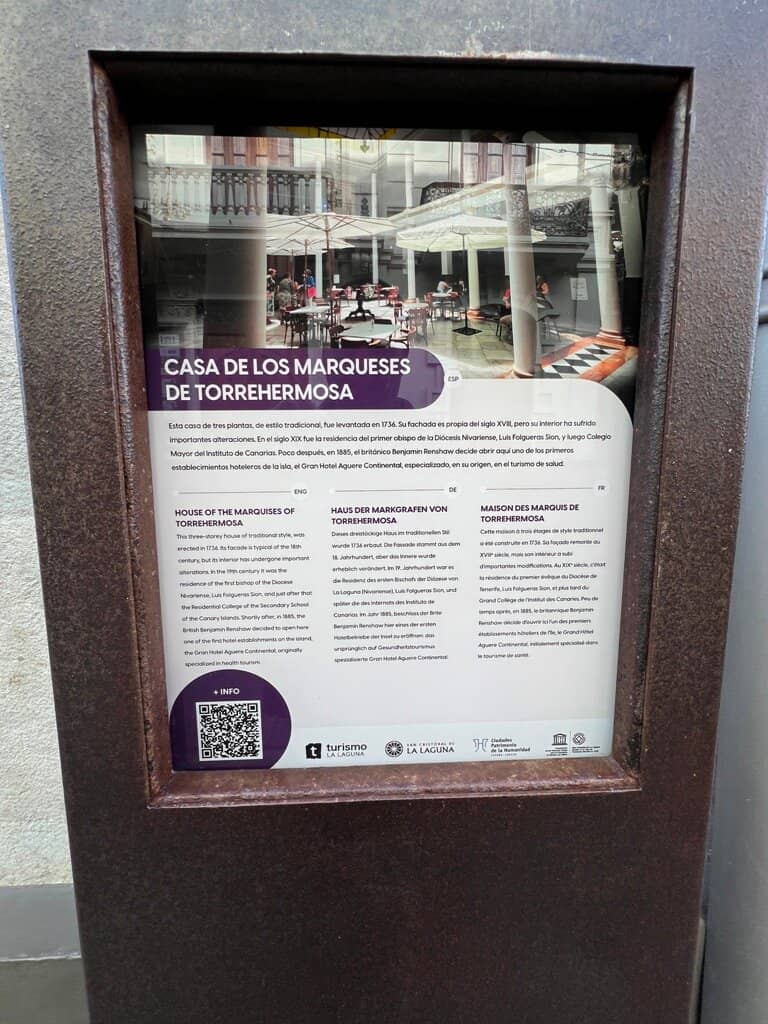 CASA DE LOS MARQUESES
DE TORREHERMOSA
ESP
Esta casa de tres plantas, de estilo tradicional, fue levantada en 1736. Su fachada es propia del siglo XVIII, pero su interior ha sufrido
importantes alteraciones. En el siglo XIX fue la residencia del primer obispo de la Diócesis Nivariense, Luis Folgueras Sion, y luego Colegio
Mayor del Instituto de Canarias. Poco después, en 1885, el británico Benjamin Renshaw decide abrir aquí uno de los primeros
establecimientos hoteleros de la isla, el Gran Hotel Aguere Continental, especializado, en su origen, en el turismo de salud.
ENG
HOUSE OF THE MARQUISES OF
TORREHERMOSA
This three-storey house of traditional style, was
erected in 1736. Its facade is typical of the 18th
century, but its interior has undergone important
alterations. In the 19th century it was the
residence of the first bishop of the Diocese
Nivariense, Luis Folgueras Sion, and just after that
the Residential College of the Secondary School
of the Canary Islands. Shortly after, in 1885, the
British Benjamin Renshaw decided to open here
one of the first hotel establishments on the island,
the Gran Hotel Aguere Continental, originally
specialized in health tourism.
DE
HAUS DER MARKGRAFEN VON
TORREHERMOSA
Dieses dreistöckige Haus im traditionellen Stil
wurde 1736 erbaut. Die Fassade stammt aus dem
18. Jahrhundert, aber das Innere wurde
erheblich verändert. Im 19. Jahrhundert war es
die Residenz des ersten Bischofs der Diözese von
La Laguna (Nivariense), Luis Folgueras Sion, und
später die des Internats des Instituto de
Canarias. Im Jahr 1885, beschloss der Brite
Benjamin Renshaw hier eines der ersten
Hotelbetriebe der Insel zu eröffnen: das
ursprünglich auf Gesundheitstourismus
spezialisierte Gran Hotel Aguere Continental.
FR
MAISON DES MARQUIS DE
TORREHERMOSA
Cette maison à trois étages de style traditionnel
a été construite en 1736. Sa façade remonte au
XVIIIᵉ siècle, mais son intérieur a subi
d'importantes modifications. Au XIXᵉ siècle, c'était
la résidence du premier évêque du Diocèse de
Tenerife, Luis Folgueras Sion, et plus tard du
Grand Collège de l'Institut des Canaries. Peu de
temps après, en 1885, le britannique Benjamin
Renshaw décide d'ouvrir ici l'un des premiers
établissements hôteliers de l'île, le Grand Hôtel
Aguere Continental, initialement spécialisé dans
le tourisme de santé.
+ INFO
t turismo
LA LAGUNA
SAN CRISTÓBAL DE
LA LAGUNA
Ciudades
Patrimonio
de la Humanidad